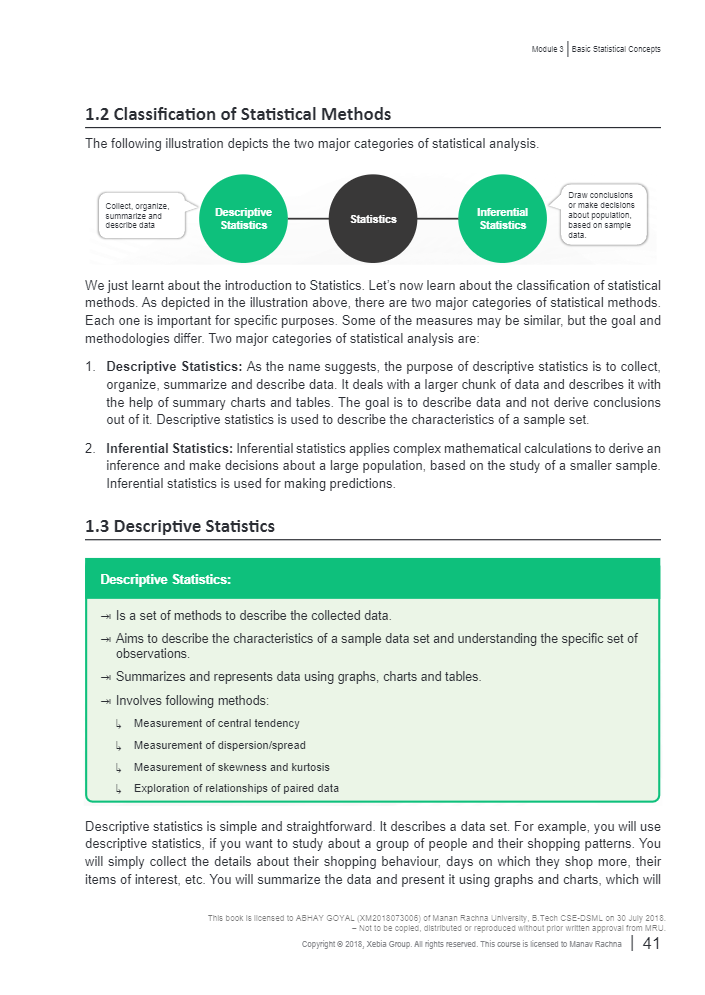 Module 3 | Basic Statistical Concepts
1.2 Classification of Statistical Methods
The following illustration depicts the two major categories of statistical analysis.
Collect, organize,
summarize and
describe data
Descriptive
Statistics
Statistics
Inferential
Statistics
Draw conclusions
or make decisions
about population,
based on sample
data.
We just learnt about the introduction to Statistics. Let's now learn about the classification of statistical
methods. As depicted in the illustration above, there are two major categories of statistical methods.
Each one is important for specific purposes. Some of the measures may be similar, but the goal and
methodologies differ. Two major categories of statistical analysis are:
1. Descriptive Statistics: As the name suggests, the purpose of descriptive statistics is to collect,
organize, summarize and describe data. It deals with a larger chunk of data and describes it with
the help of summary charts and tables. The goal is to describe data and not derive conclusions
out of it. Descriptive statistics is used to describe the characteristics of a sample set.
2. Inferential Statistics: Inferential statistics applies complex mathematical calculations to derive an
inference and make decisions about a large population, based on the study of a smaller sample.
Inferential statistics is used for making predictions.
1.3 Descriptive Statistics
Descriptive Statistics:
⇥ Is a set of methods to describe the collected data.
⇥ Aims to describe the characteristics of a sample data set and understanding the specific set of
observations.
⇥ Summarizes and represents data using graphs, charts and tables.
⇥ Involves following methods:
↳ Measurement of central tendency
↳ Measurement of dispersion/spread
↳ Measurement of skewness and kurtosis
↳ Exploration of relationships of paired data
Descriptive statistics is simple and straightforward. It describes a data set. For example, you will use
descriptive statistics, if you want to study about a group of people and their shopping patterns. You
will simply collect the details about their shopping behaviour, days on which they shop more, their
items of interest, etc. You will summarize the data and present it using graphs and charts, which will
This book is licensed to ABHAY GOYAL (XM2018073006) of Manan Rachna University, B.Tech CSE-DSML on 30 July 2018.
– Not to be copied, distributed or reproduced without prior written approval from MRU.
Copyright © 2018, Xebia Group. All rights reserved. This course is licensed to Manav Rachna | 41